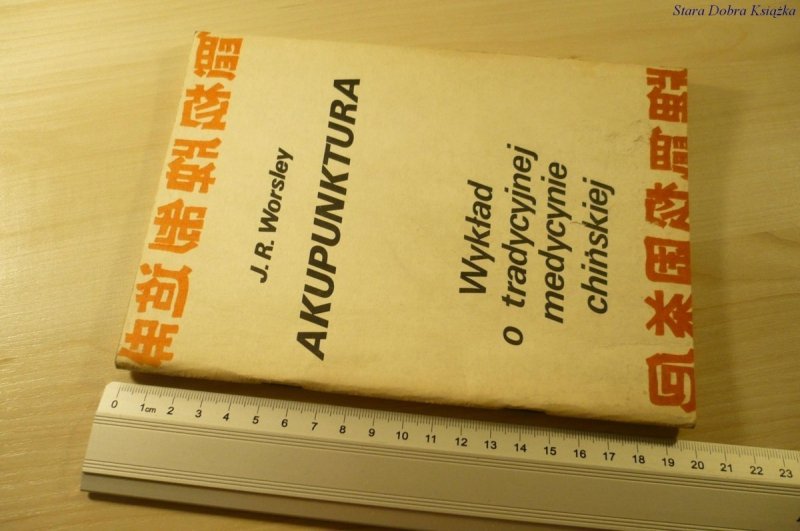 Stara Dobra Książka
J.R. Worsley
AKUPUNKTURA
Wykład
o tradycyjnej
medycynie
chińskiej
0 1cm 2 3 4 5 6 7 8 9 10 11 12 13 14 15 16 17 18 19 20 21 22 23